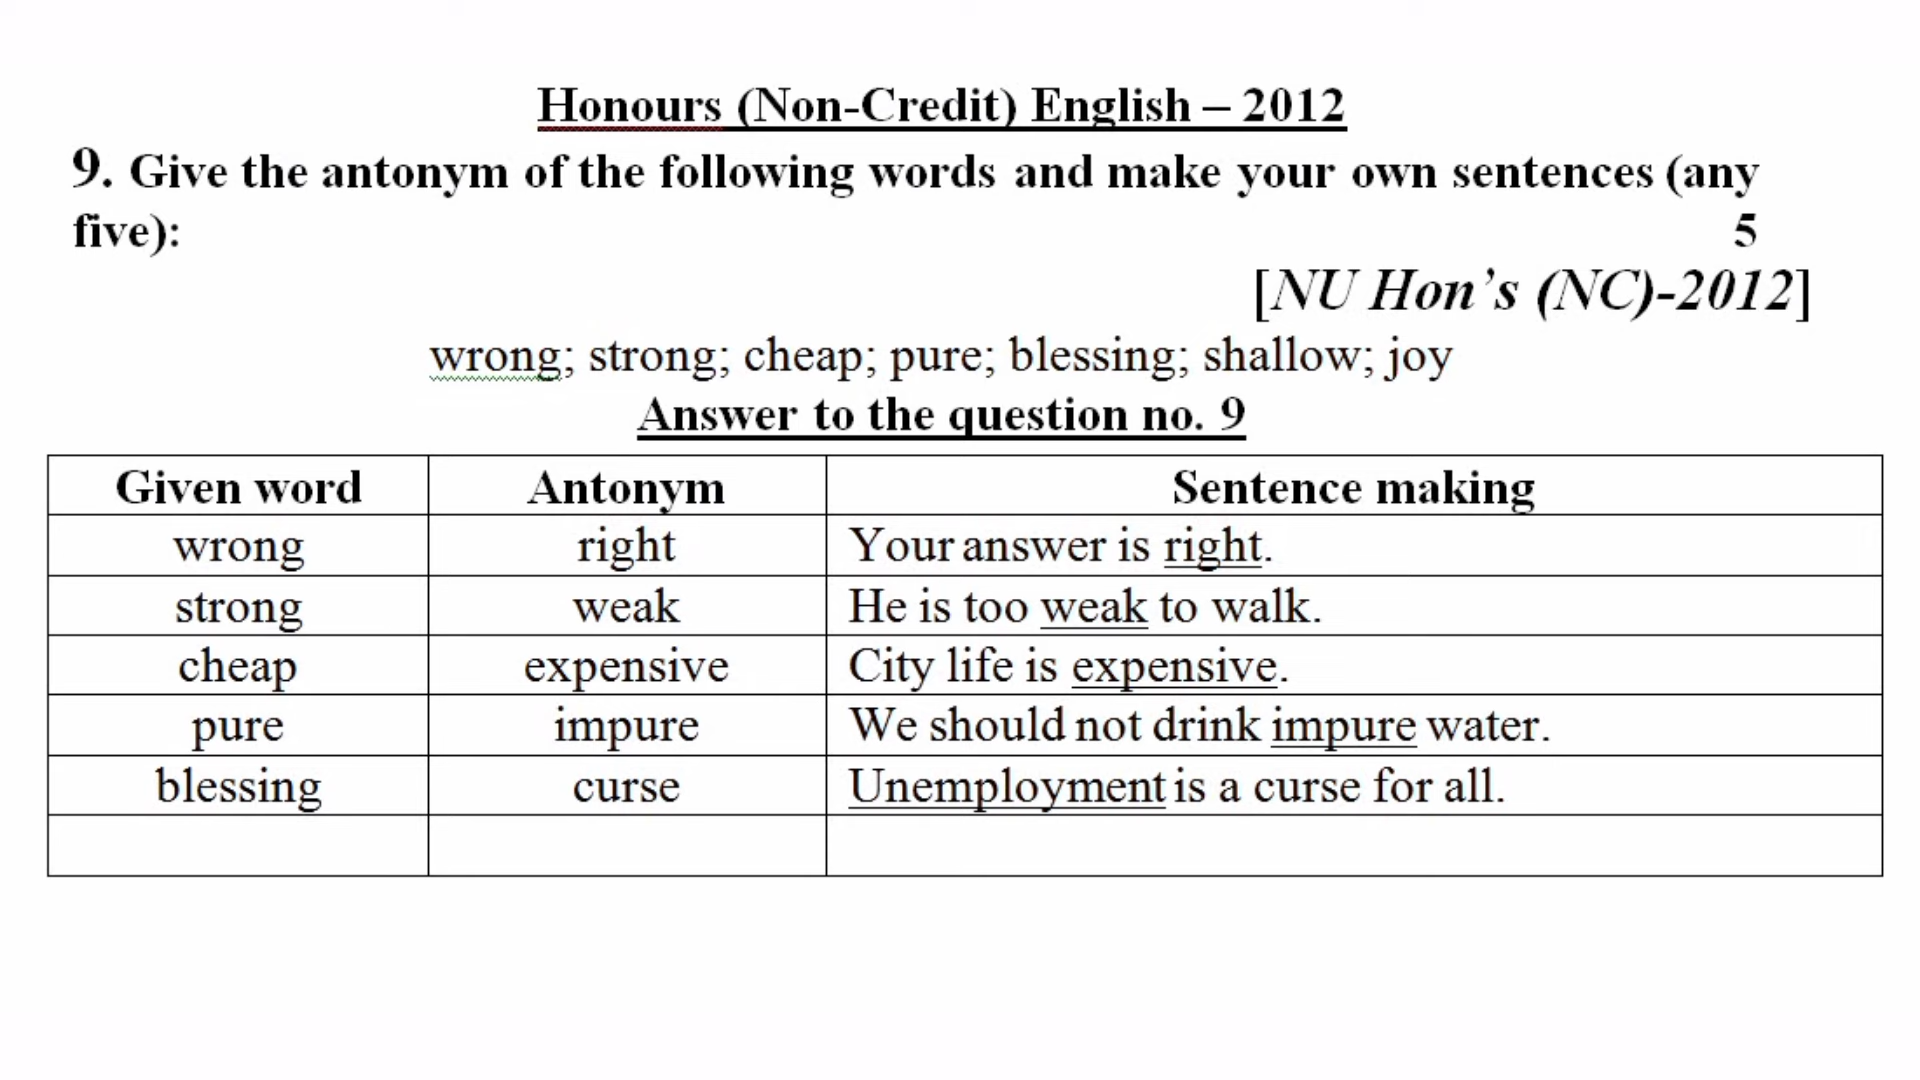 Honours (Non-Credit) English – 2012
9. Give the antonym of the following words and make your own sentences (any
five): 5
[NU Hon’s (NC)-2012]
wrong; strong; cheap; pure; blessing; shallow; joy
Answer to the question no. 9
Given word Antonym Sentence making
wrong right Your answer is right.
strong weak He is too weak to walk.
cheap expensive City life is expensive.
pure impure We should not drink impure water.
blessing curse Unemployment is a curse for all.